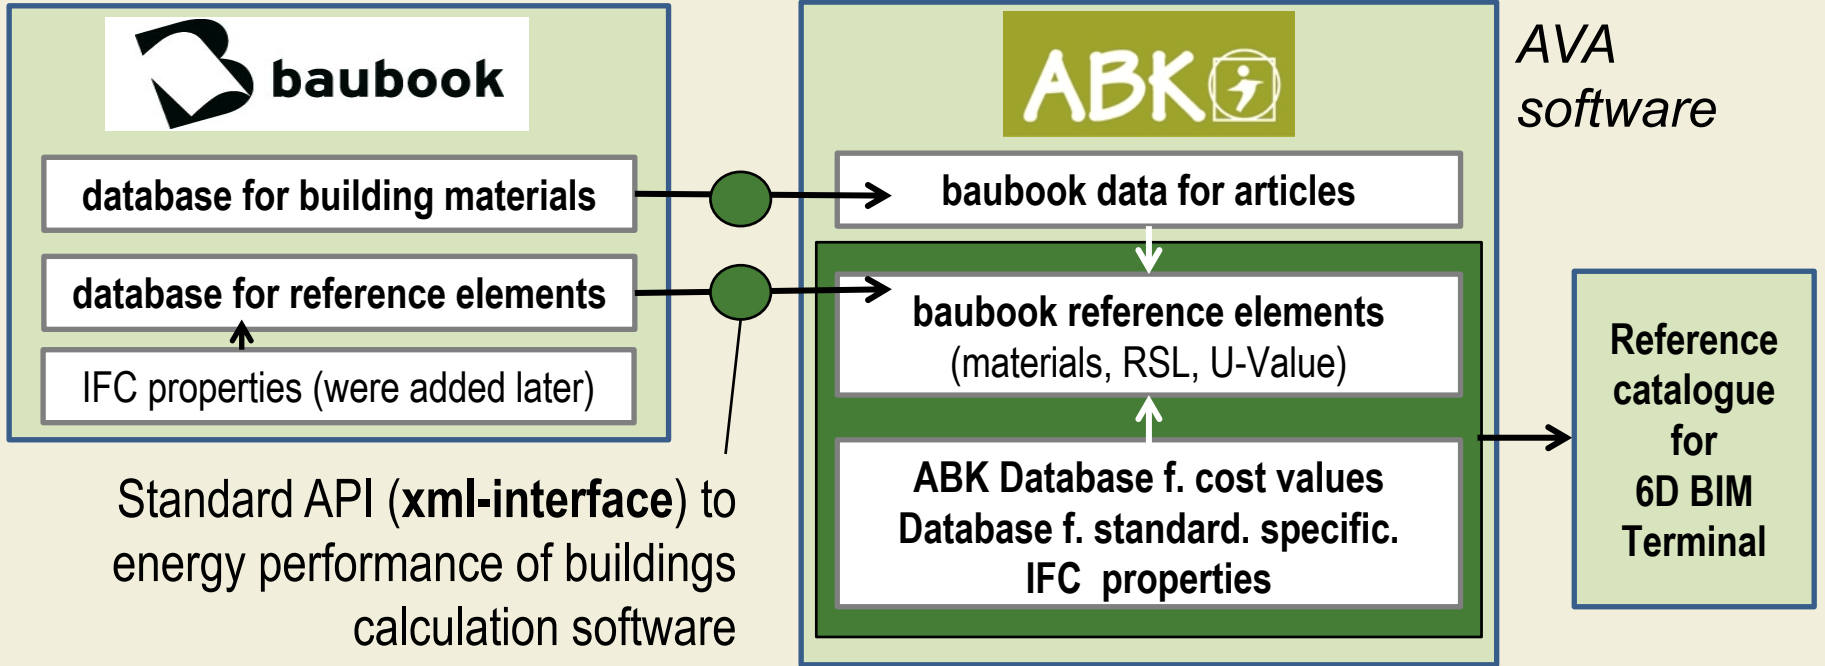 baubook
database for building materials
database for reference elements
IFC properties (were added later)
Standard API (xml-interface) to
energy performance of buildings
calculation software
ABK
AVA
software
baubook data for articles
baubook reference elements
(materials, RSL, U-Value)
ABK Database f. cost values
Database f. standard. specific.
IFC properties
Reference
catalogue
for
6D BIM
Terminal